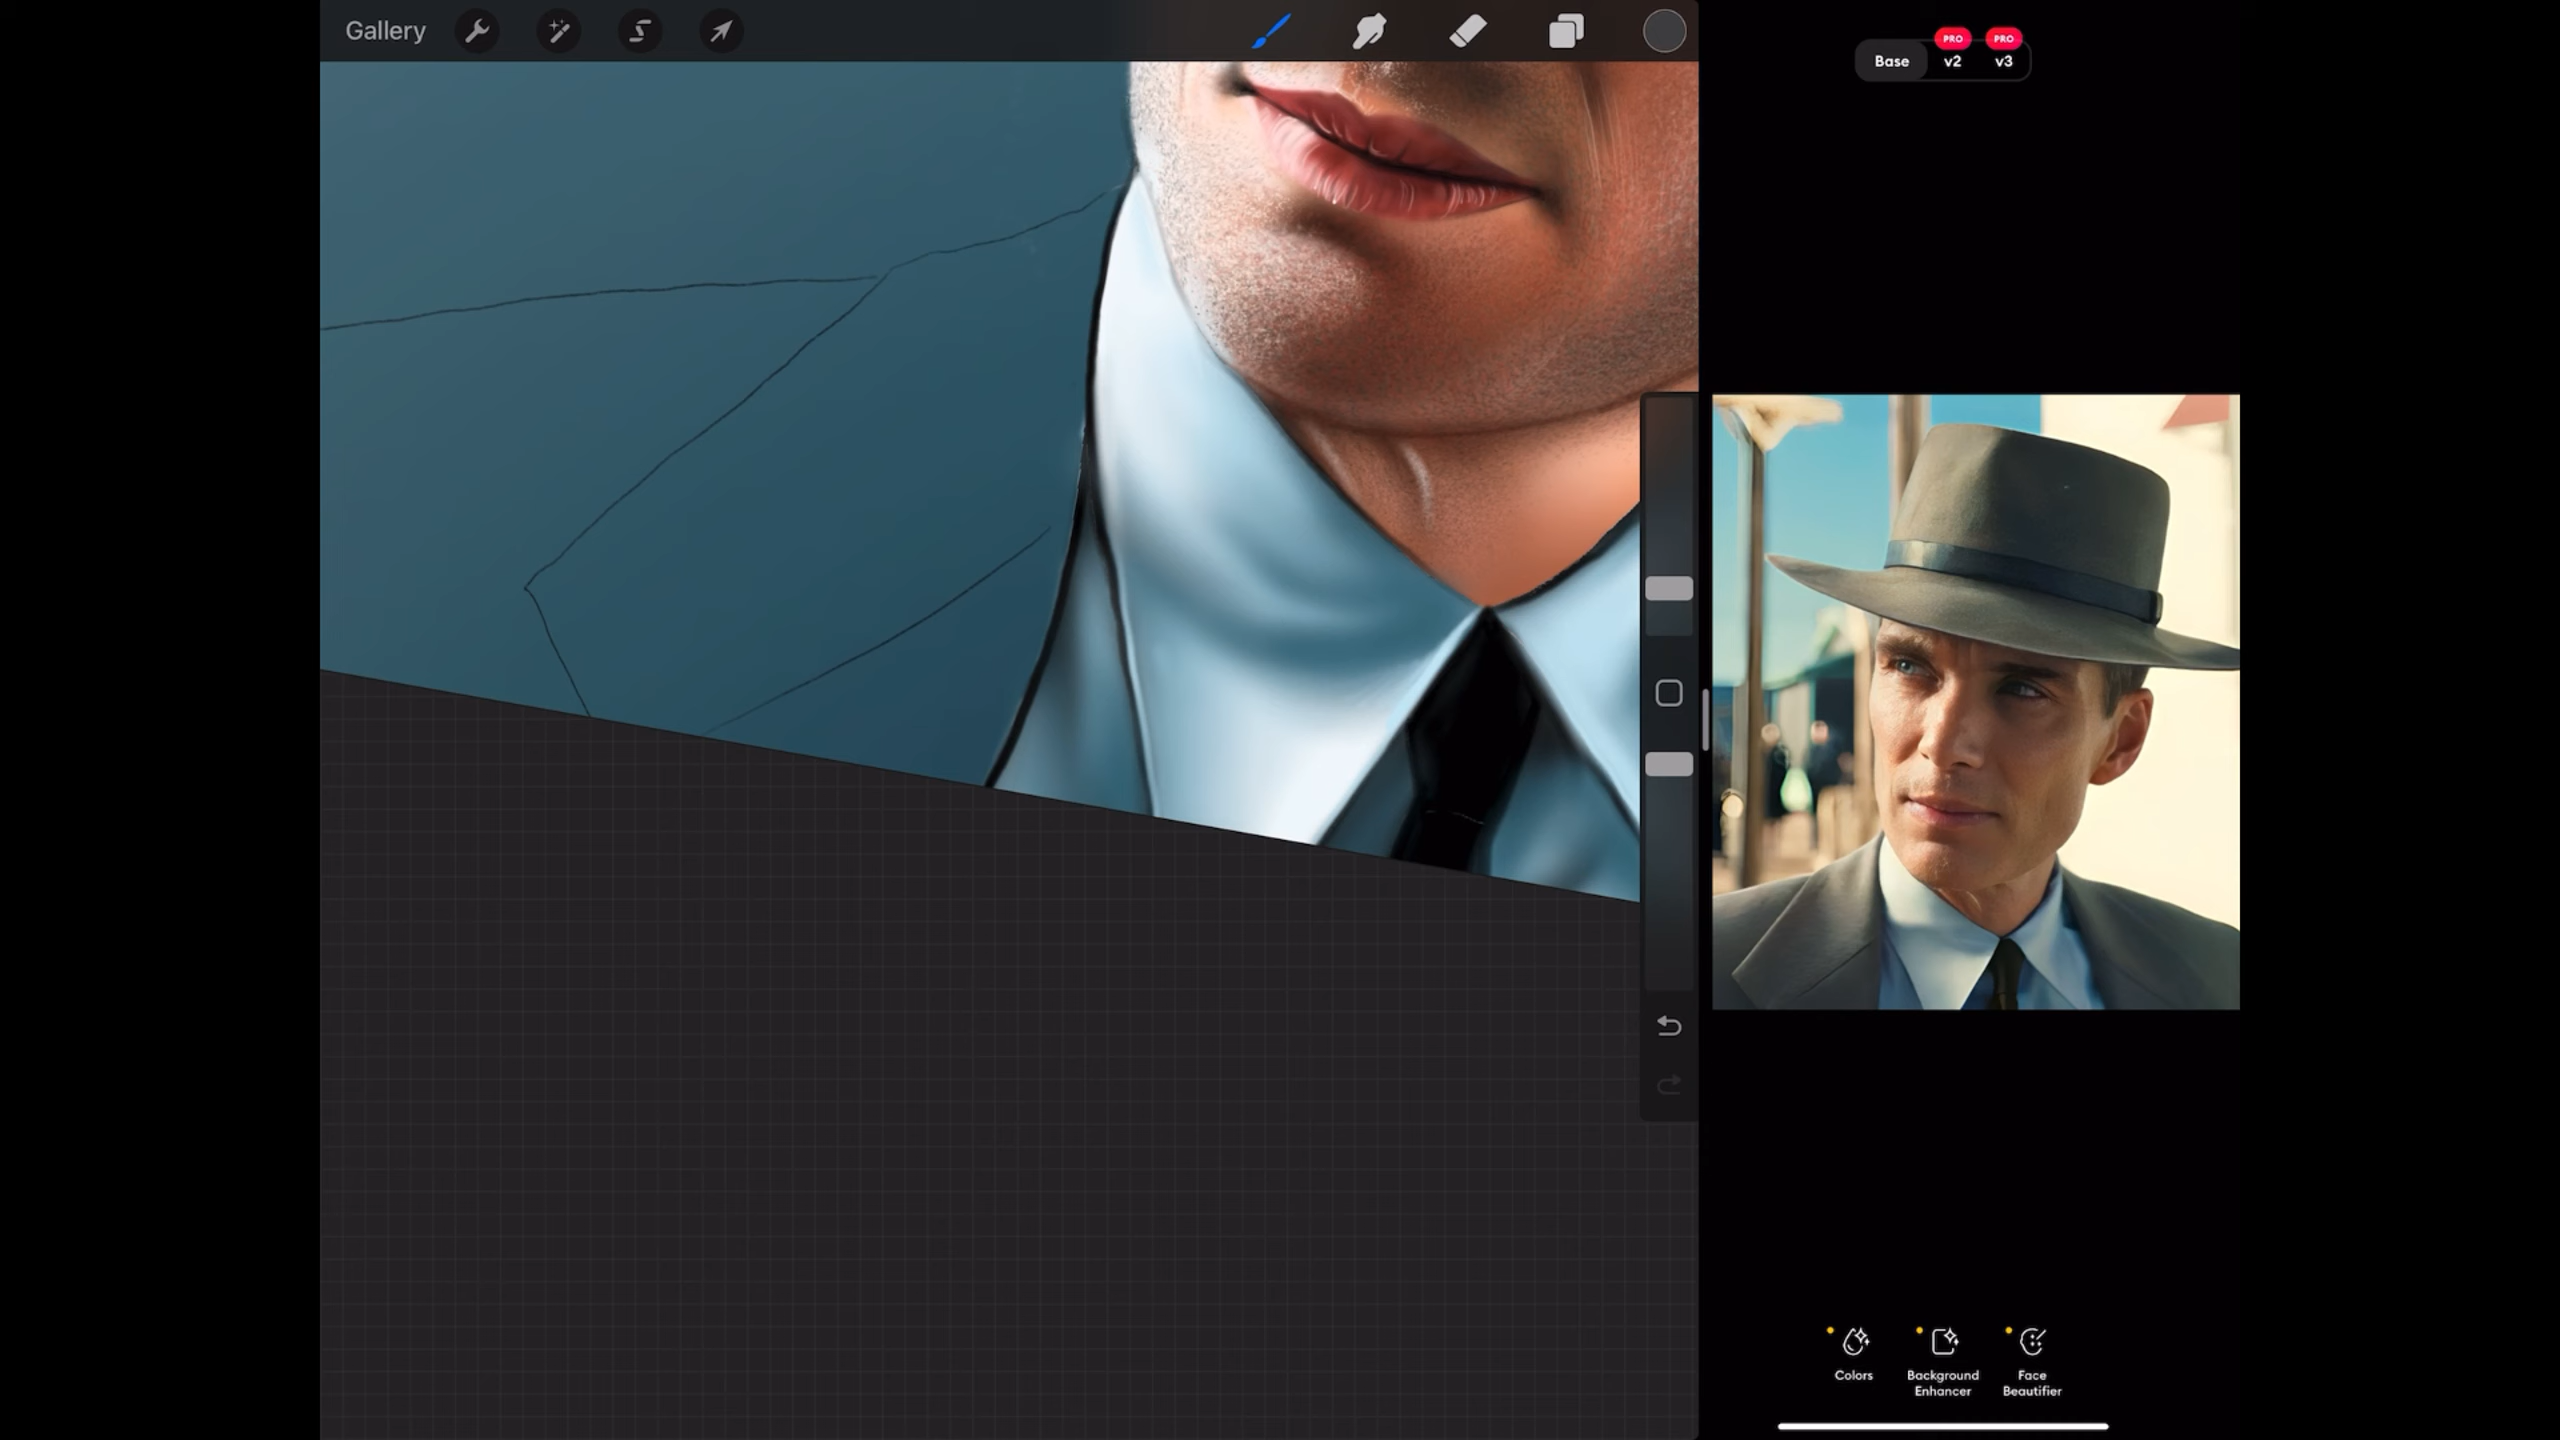 Gallery
PRO PRO
Base v2 v3
Colors
Background
Enhancer
Face
Beautifier